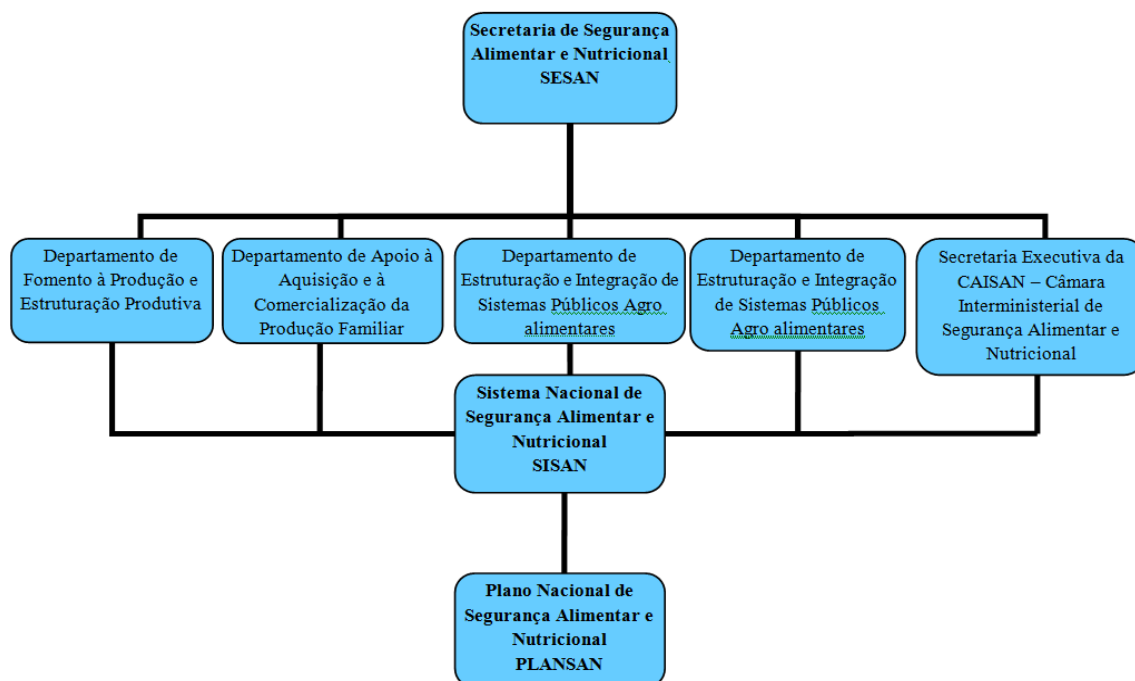 Secretaria de Segurança
Alimentar e Nutricional
SESAN
Departamento de
Fomento à Produção e
Estruturação Produtiva
Departamento de Apoio à
Aquisição e à
Comercialização da
Produção Familiar
Departamento de
Estruturação e Integração de
Sistemas Públicos Agro
alimentares
Departamento de
Estruturação e Integração
de Sistemas Públicos
Agro alimentares
Secretaria Executiva da
CAISAN – Câmara
Interministerial de
Segurança Alimentar e
Nutricional
Sistema Nacional de
Segurança Alimentar e
Nutricional
SISAN
Plano Nacional de
Segurança Alimentar e
Nutricional
PLANSAN